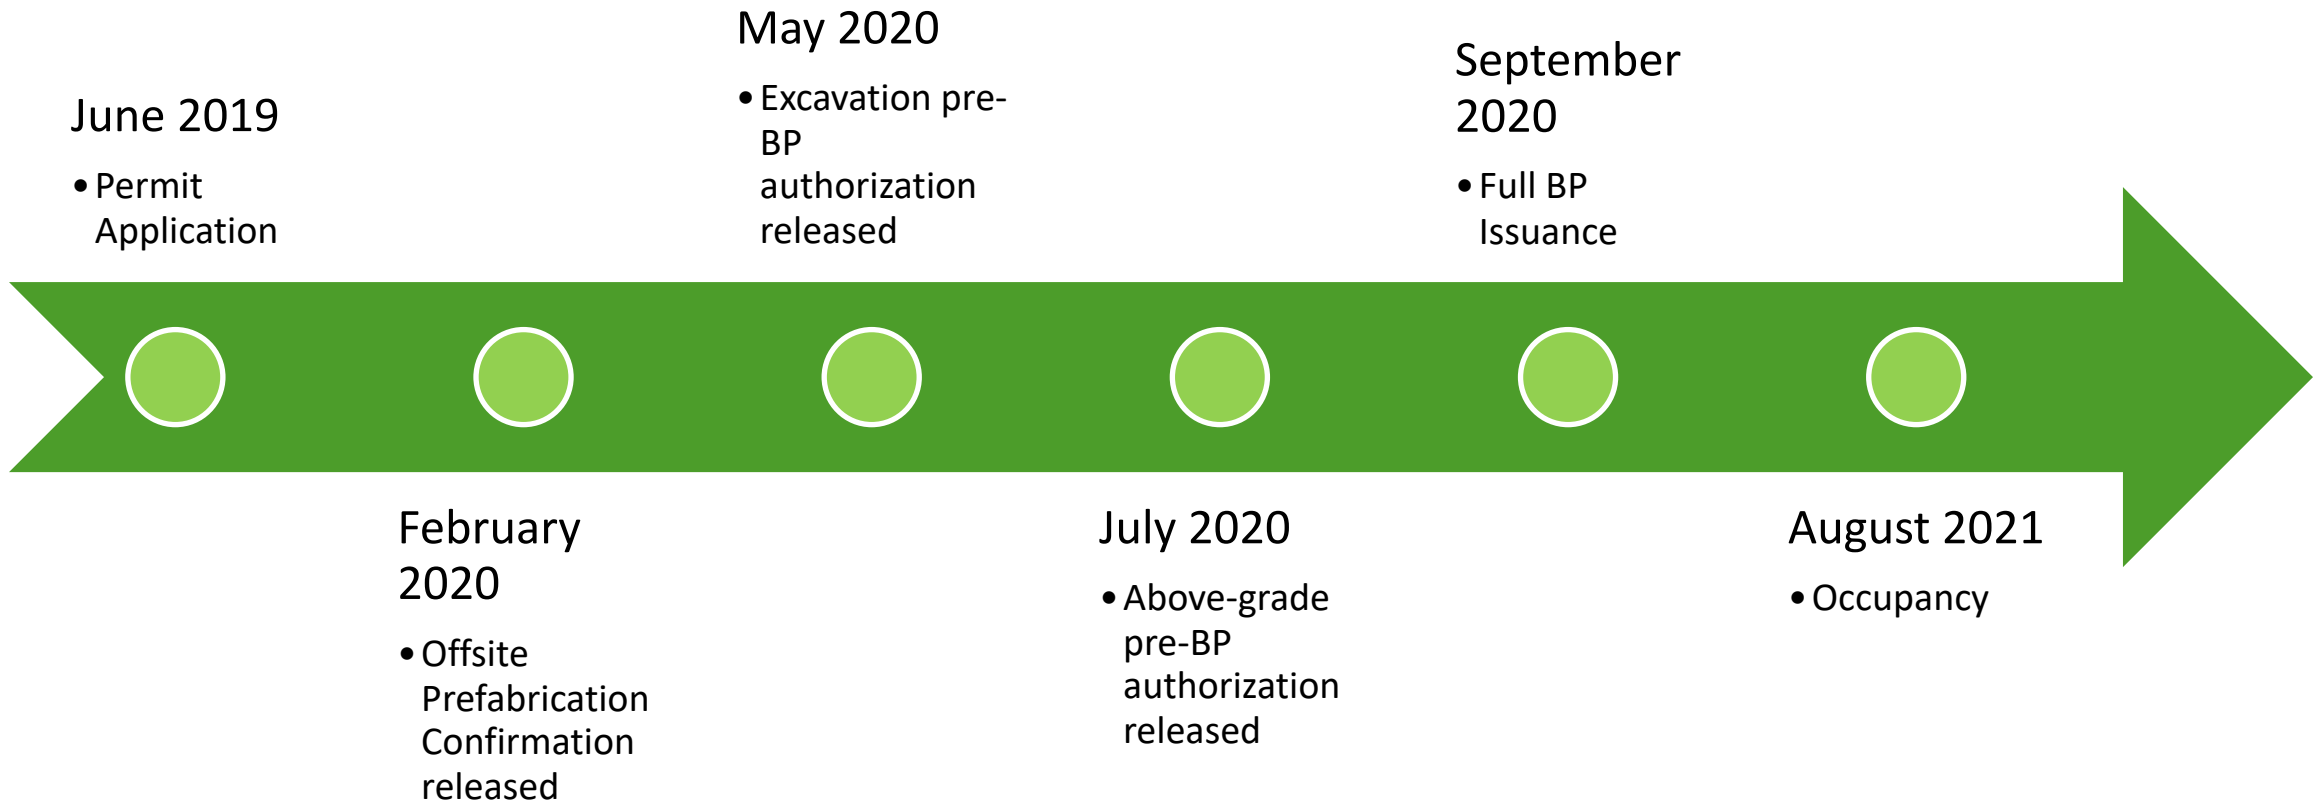 June 2019
•Permit
Application
February
2020
•Offsite
Prefabrication
Confirmation
released
May 2020
•Excavation pre-
BP
authorization
released
July 2020
•Above-grade
pre-BP
authorization
released
September
2020
•Full BP
Issuance
August 2021
•Occupancy